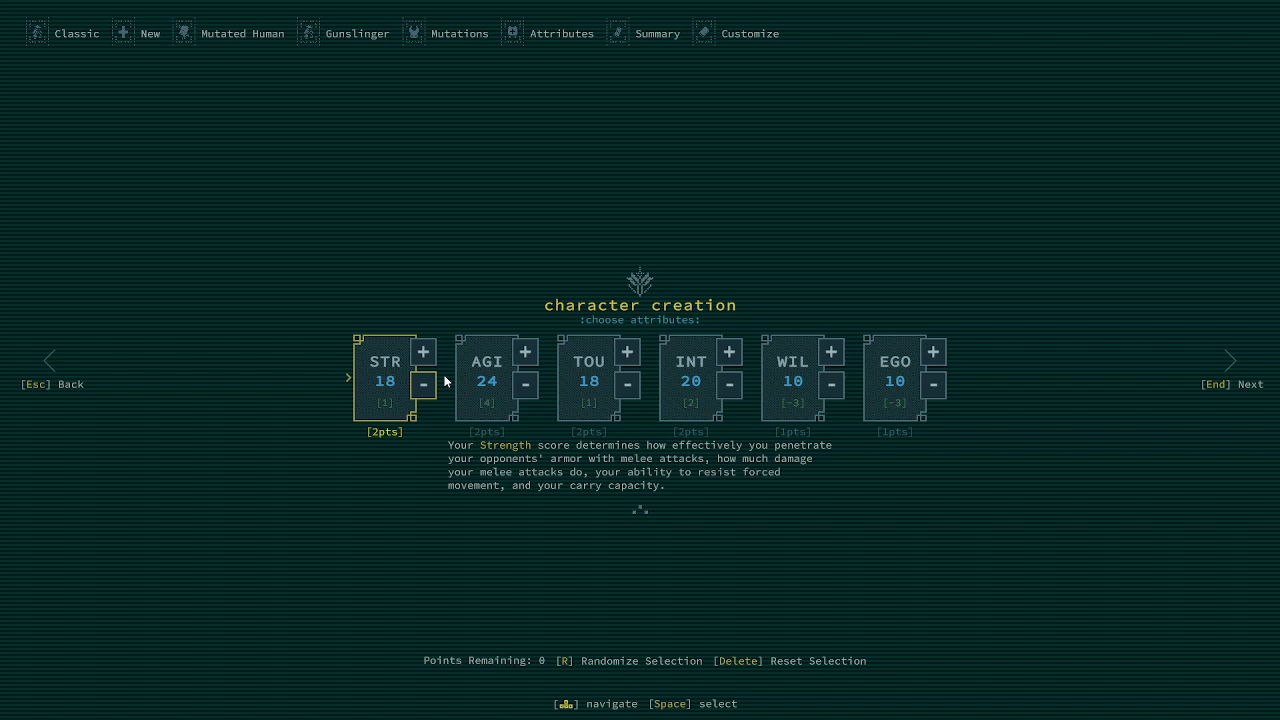 Classic New Mutated Human Gunslinger Mutations Attributes Summary Customize
character creation
:choose attributes:
STR + AGI + TOU + INT + WIL + EGO +
18 - 24 - 18 - 20 - 10 - 10 -
[1] [4] [1] [2] [-3] [-3]
[2pts] [2pts] [2pts] [2pts] [1pts] [1pts]
[Esc] Back
[End] Next
Your Strength score determines how effectively you penetrate
your opponents' armor with melee attacks, how much damage
your melee attacks do, your ability to resist forced
movement, and your carry capacity.
Points Remaining: 0 [R] Randomize Selection [Delete] Reset Selection
navigate [Space] select